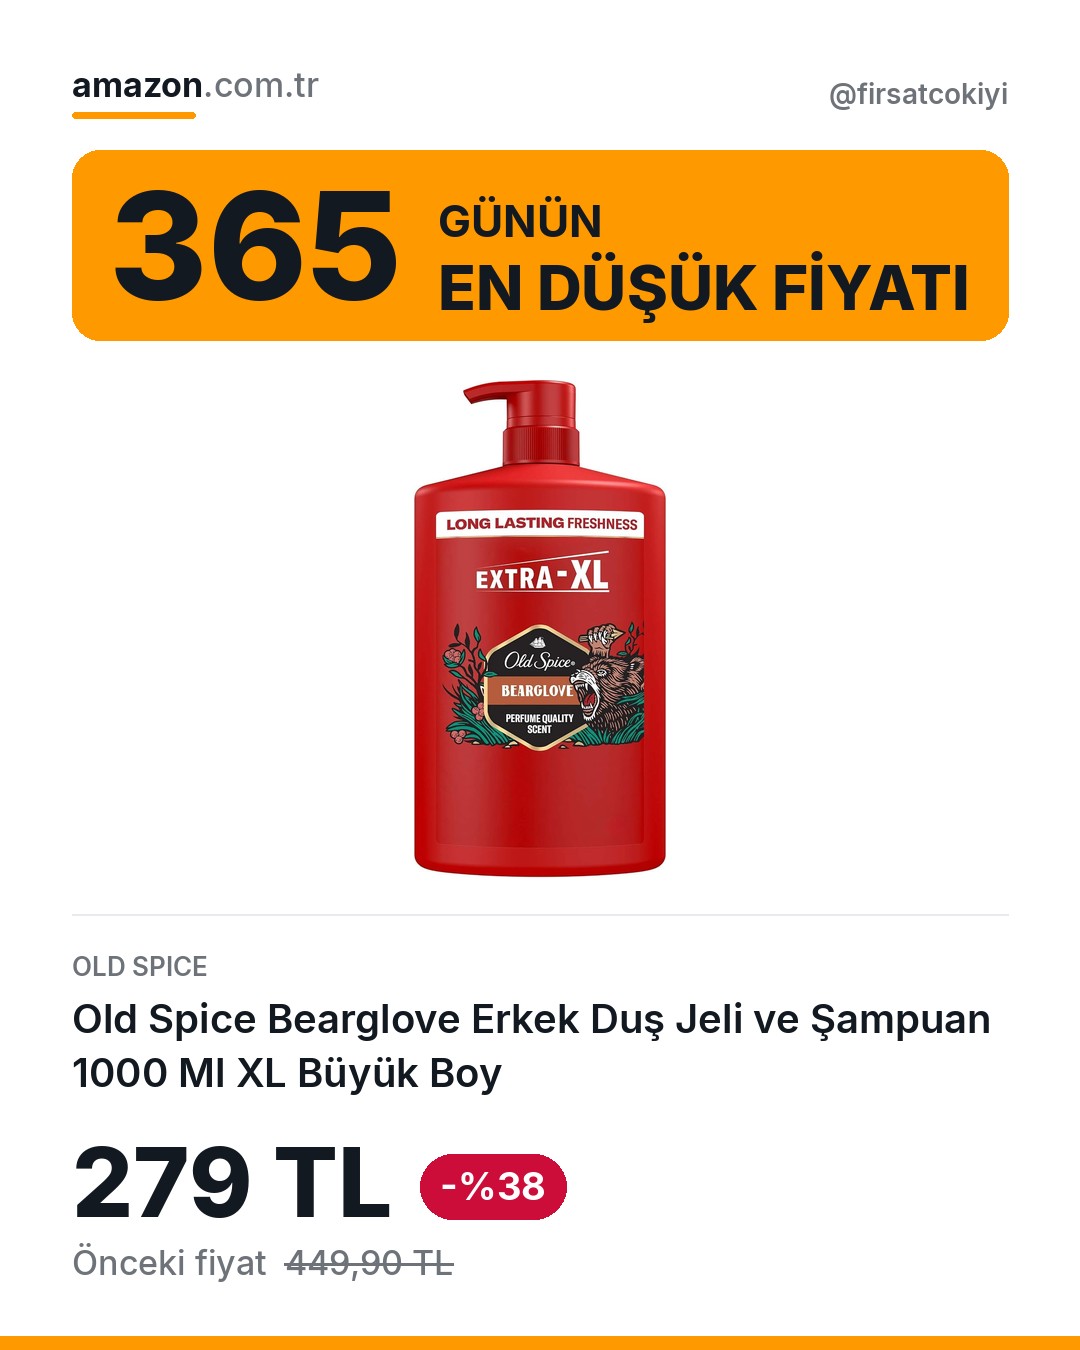 amazon.com.tr
@firsatcokiyi
365
GÜNÜN
EN DÜŞÜK FİYATI
LONG LASTING FRESHNESS
EXTRA-XL
Old Spice®
BEARGLOVE
PERFUME QUALITY
SCENT
OLD SPICE
Old Spice Bearglove Erkek Duş Jeli ve Şampuan
1000 Ml XL Büyük Boy
279 TL
-%38
Önceki fiyat 449,90 TL